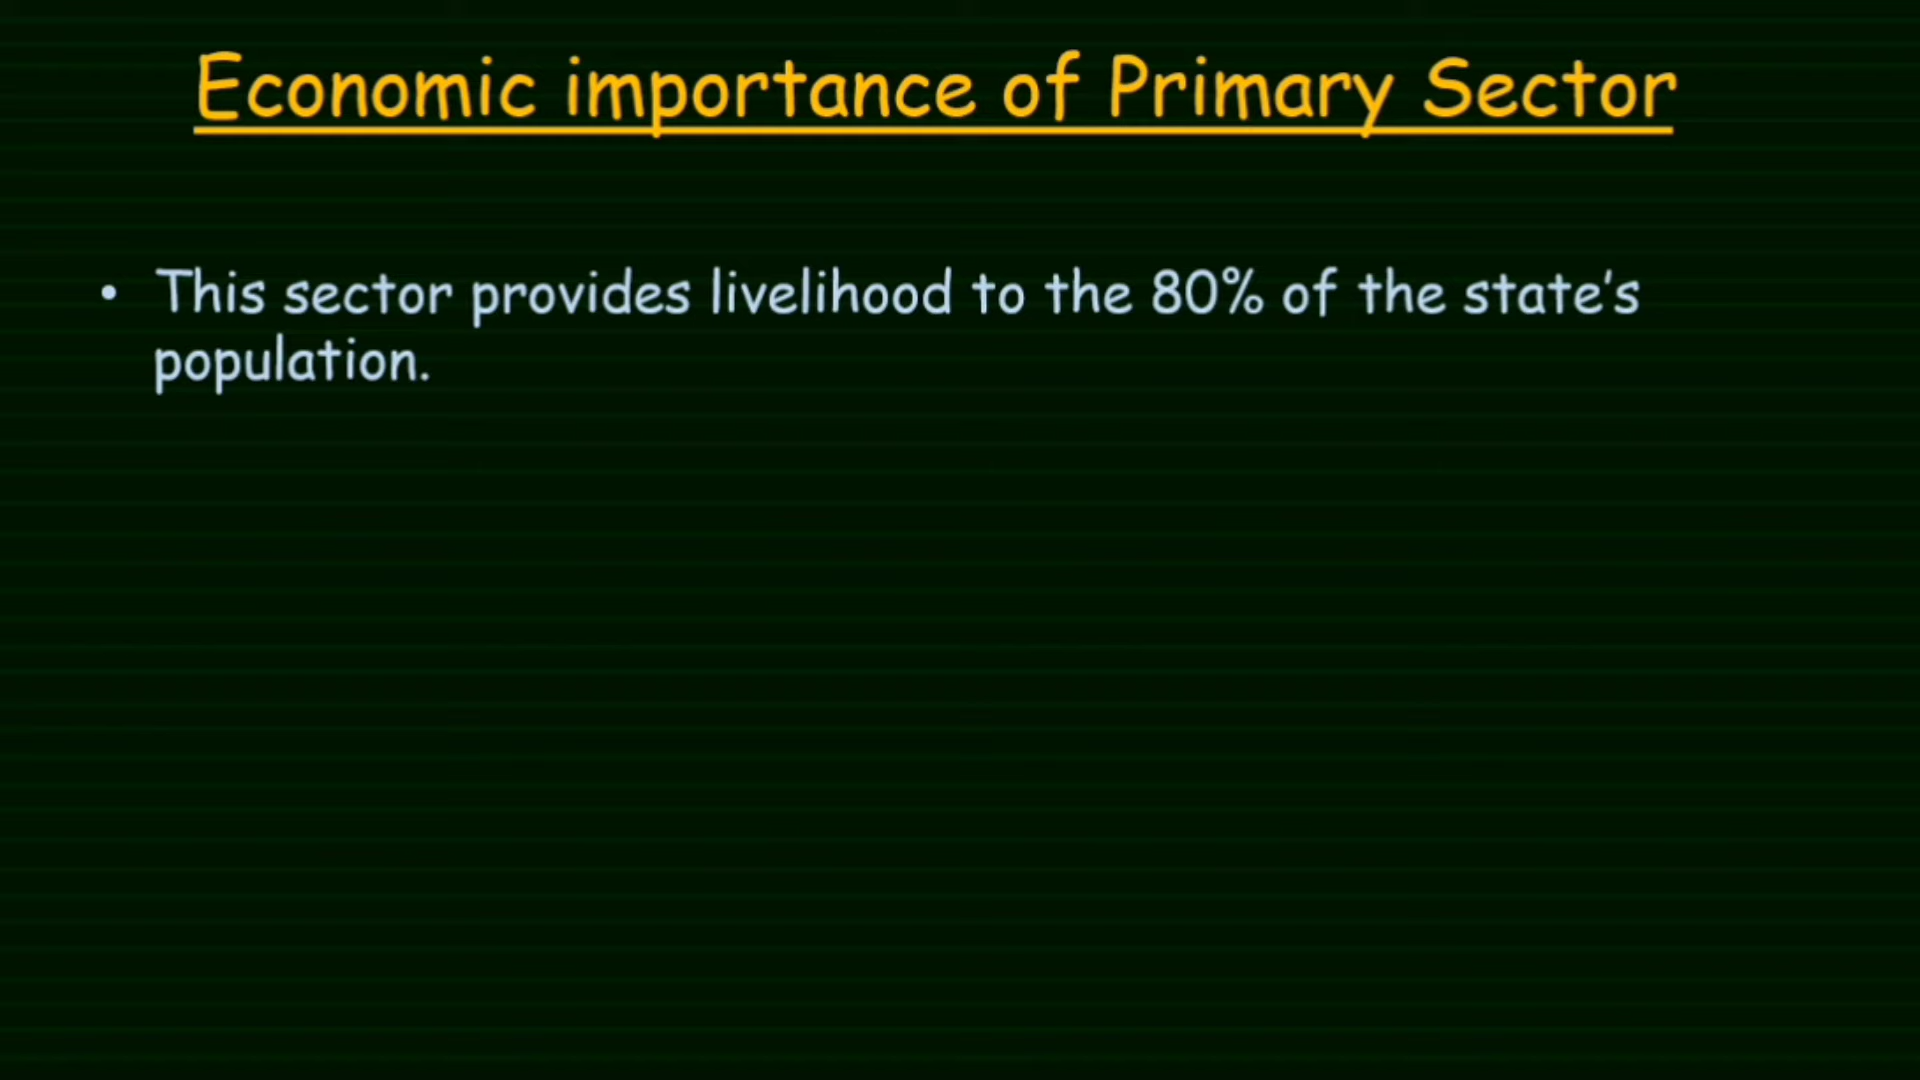 Economic importance of Primary Sector
• This sector provides livelihood to the 80% of the state's
population.